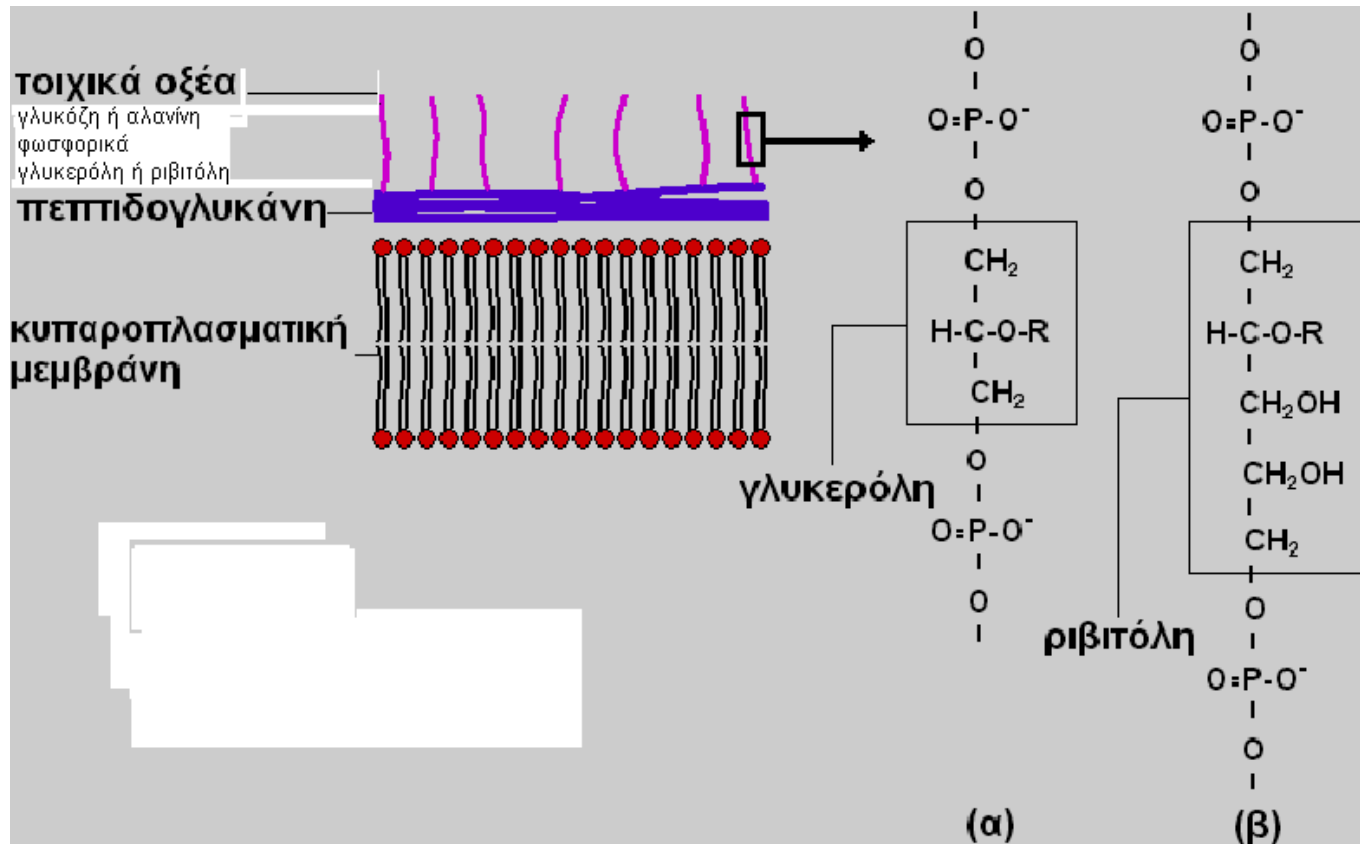 τοιχικά οξέα
γλυκόζη ή αλανίνη
φωσφορικά
γλυκερόλη ή ριβιτόλη
πεπτιδογλυκάνη
κυπαροπλασματική
μεμβράνη
O
O=P-O⁻
O
CH₂
H-C-O-R
CH₂
O
O=P-O⁻
O
γλυκερόλη
(α)
O
O=P-O⁻
O
CH₂
H-C-O-R
CH₂OH
CH₂OH
CH₂
O
O=P-O⁻
O
ριβιτόλη
(β)